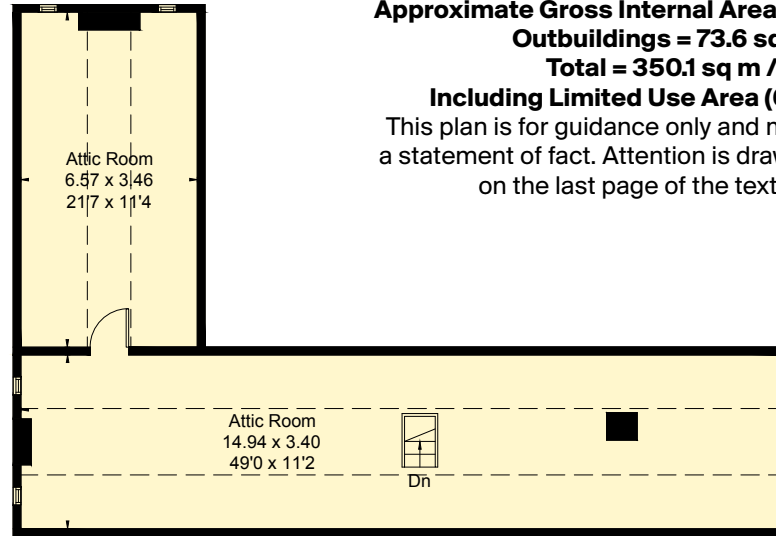 Approximate Gross Internal Area
Outbuildings = 73.6
Total = 350.1 sq m /
Including Limited Use Area
This plan is for guidance only and
a statement of fact. Attention is
on the last page of the text
Attic Room
6.57 x 3.46
21'7 x 11'4
Attic Room
14.94 x 3.40
49'0 x 11'2
Dn